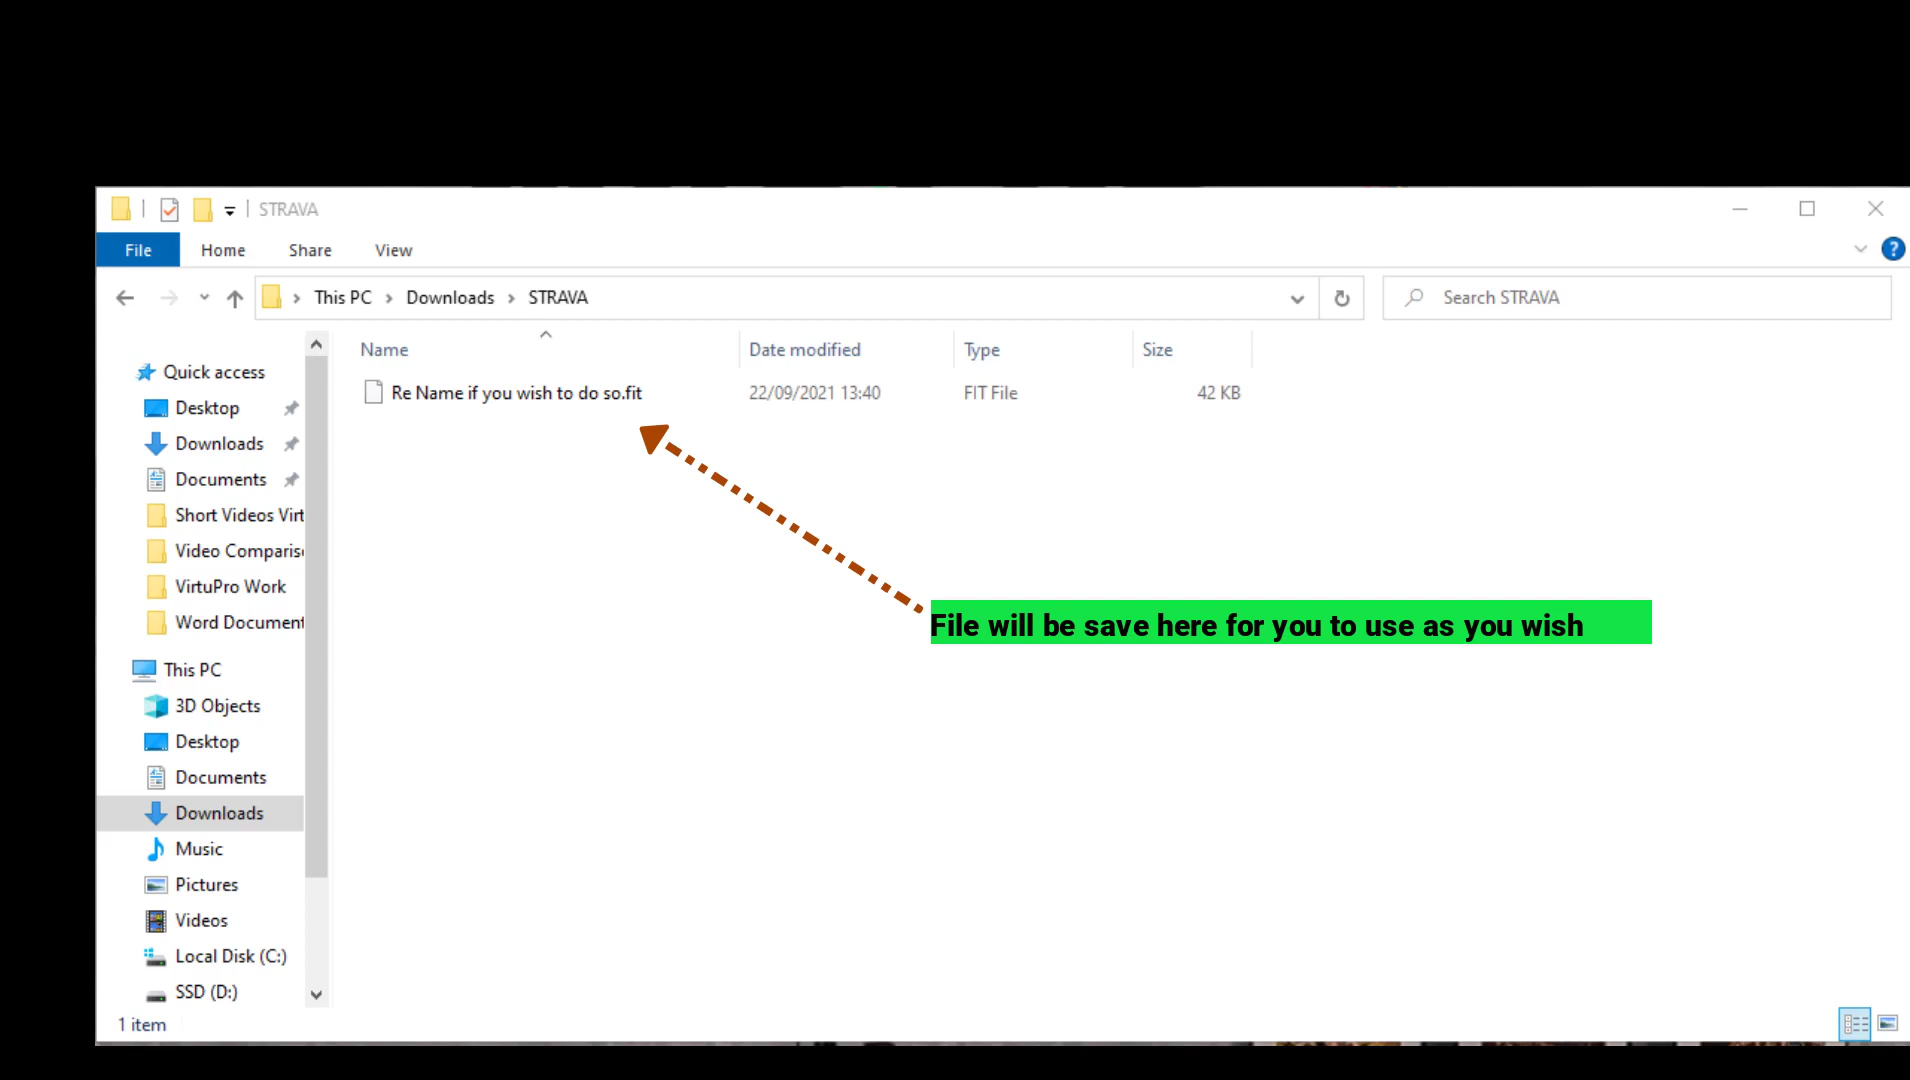 STRAVA
File Home Share View
This PC Downloads STRAVA
Search STRAVA
Name Date modified Type Size
Re Name if you wish to do so.fit 22/09/2021 13:40 FIT File 42 KB
Quick access
Desktop
Downloads
Documents
Short Videos Virt
Video Comparis
VirtuPro Work
Word Document
This PC
3D Objects
Desktop
Documents
Downloads
Music
Pictures
Videos
Local Disk (C:)
SSD (D:)
File will be save here for you to use as you wish
1 item